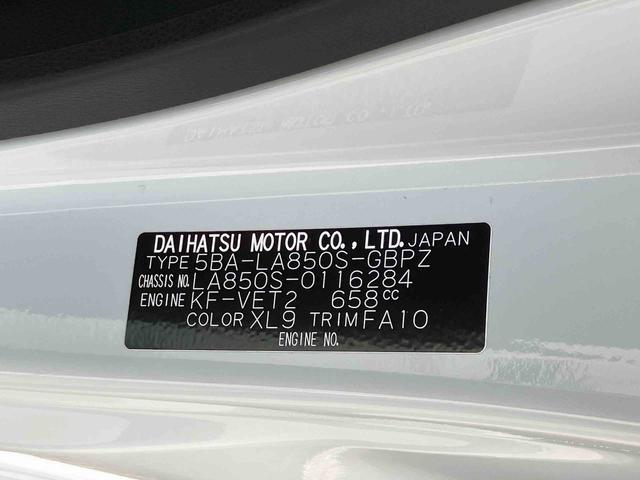 DAIHATSU MOTOR CO.,LTD. JAPAN
TYPE 5BA-LA850S-GBPZ
CHASSIS NO. LA850S-0116284
ENGINE KF-VET2 658cc
COLOR XL9 TRIM FA10
ENGINE NO.